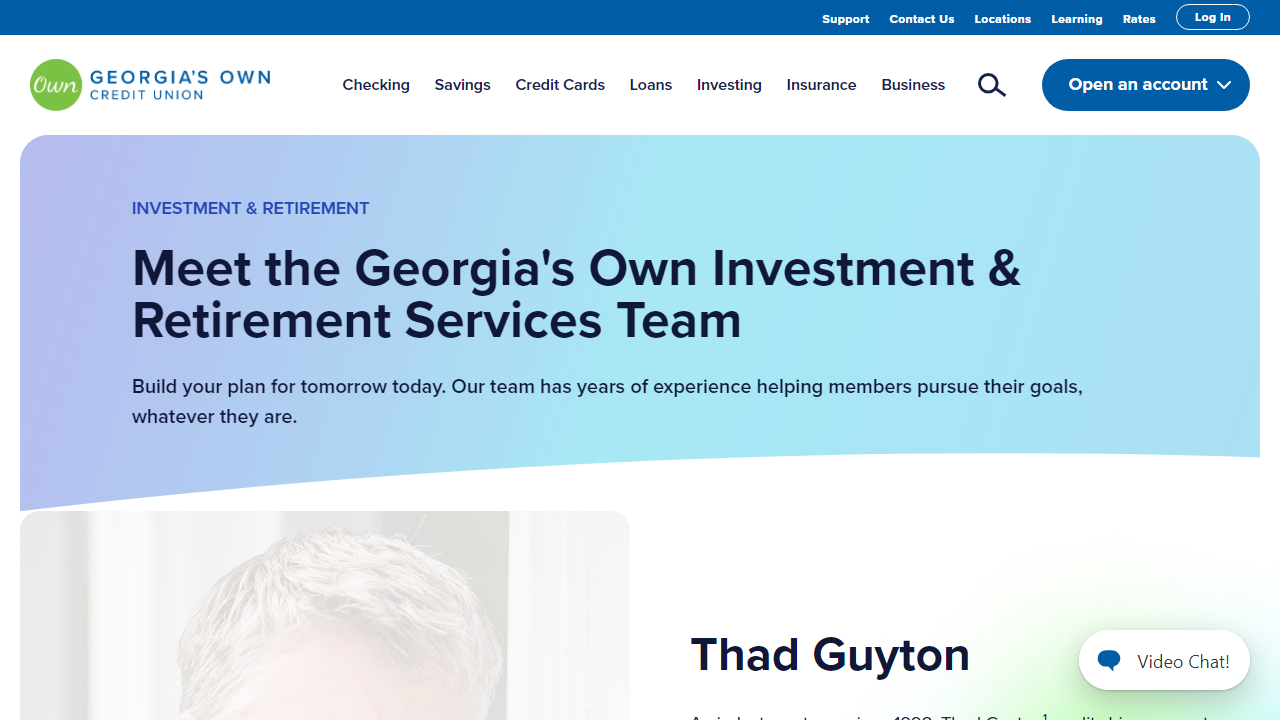 Support Contact Us Locations Learning Rates Log In
Own GEORGIA'S OWN
CREDIT UNION
Checking Savings Credit Cards Loans Investing Insurance Business Open an account
INVESTMENT & RETIREMENT
Meet the Georgia's Own Investment &
Retirement Services Team
Build your plan for tomorrow today. Our team has years of experience helping members pursue their goals,
whatever they are.
Thad Guyton
Video Chat!